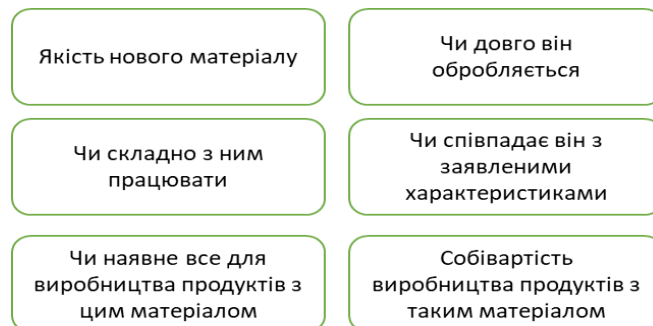 Якість нового матеріалу
Чи довго він
обробляється
Чи складно з ним
працювати
Чи співпадає він з
заявленими
характеристиками
Чи наявне все для
виробництва продуктів з
цим матеріалом
Собівартість
виробництва продуктів з
таким матеріалом